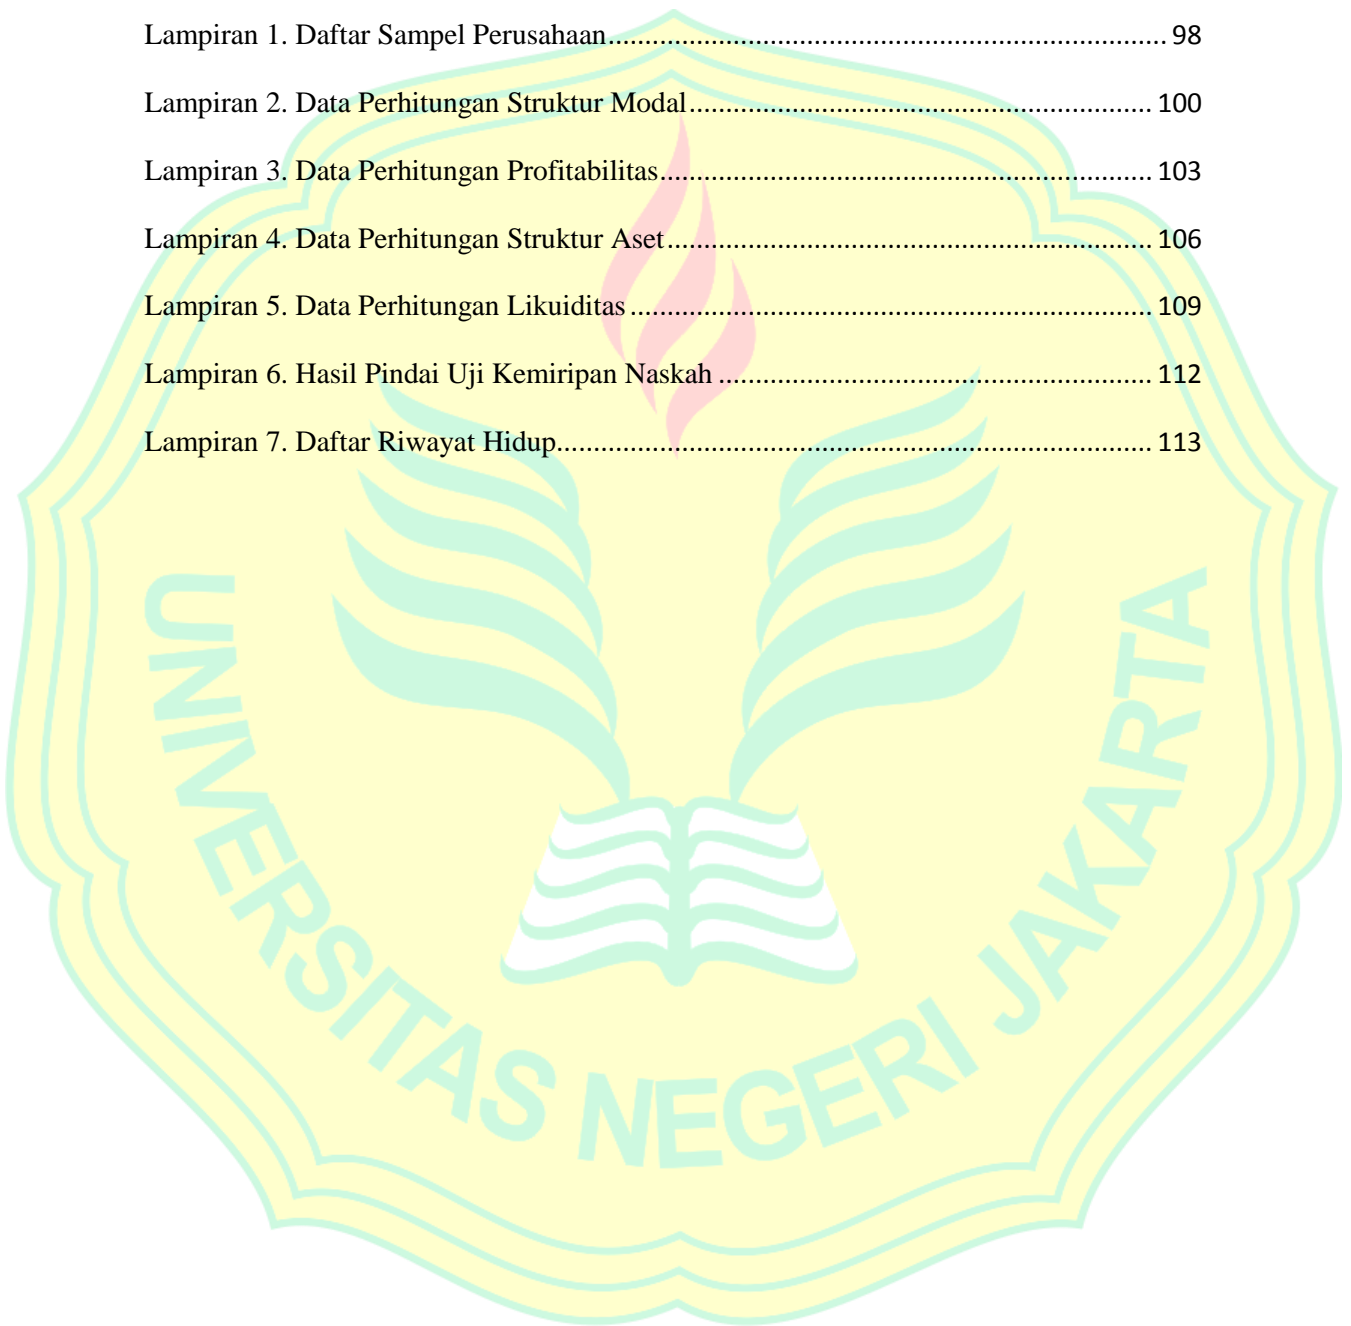 Lampiran 1. Daftar Sampel Perusahaan.............................................................. 98
Lampiran 2. Data Perhitungan Struktur Modal................................................... 100
Lampiran 3. Data Perhitungan Profitabilitas...................................................... 103
Lampiran 4. Data Perhitungan Struktur Aset..................................................... 106
Lampiran 5. Data Perhitungan Likuiditas.......................................................... 109
Lampiran 6. Hasil Pindai Uji Kemiripan Naskah................................................ 112
Lampiran 7. Daftar Riwayat Hidup.................................................................. 113
UNIVERSITAS NEGERI JAKARTA